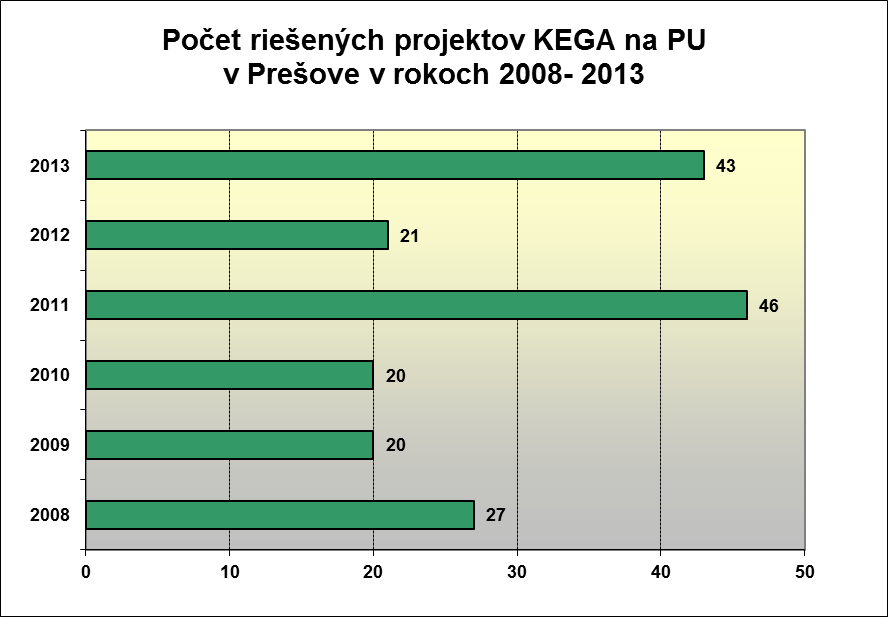 Počet riešených projektov KEGA na PU
v Prešove v rokoch 2008- 2013
2013 43
2012 21
2011 46
2010 20
2009 20
2008 27
0 10 20 30 40 50